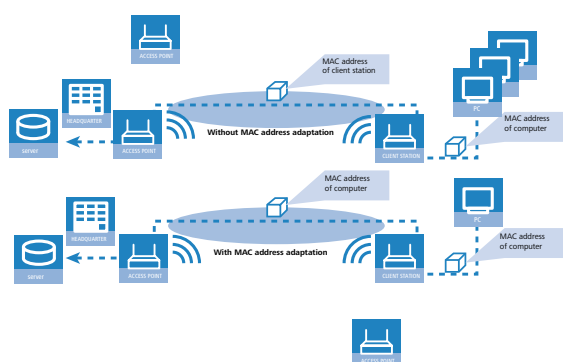 ACCESS POINT
MAC address
of client station
HEADQUARTER
PC
MAC address
of computer
Without MAC address adaptation
ACCESS POINT
CLIENT STATION
MAC address
of computer
HEADQUARTER
PC
MAC address
of computer
With MAC address adaptation
ACCESS POINT
CLIENT STATION
ACCESS POINT